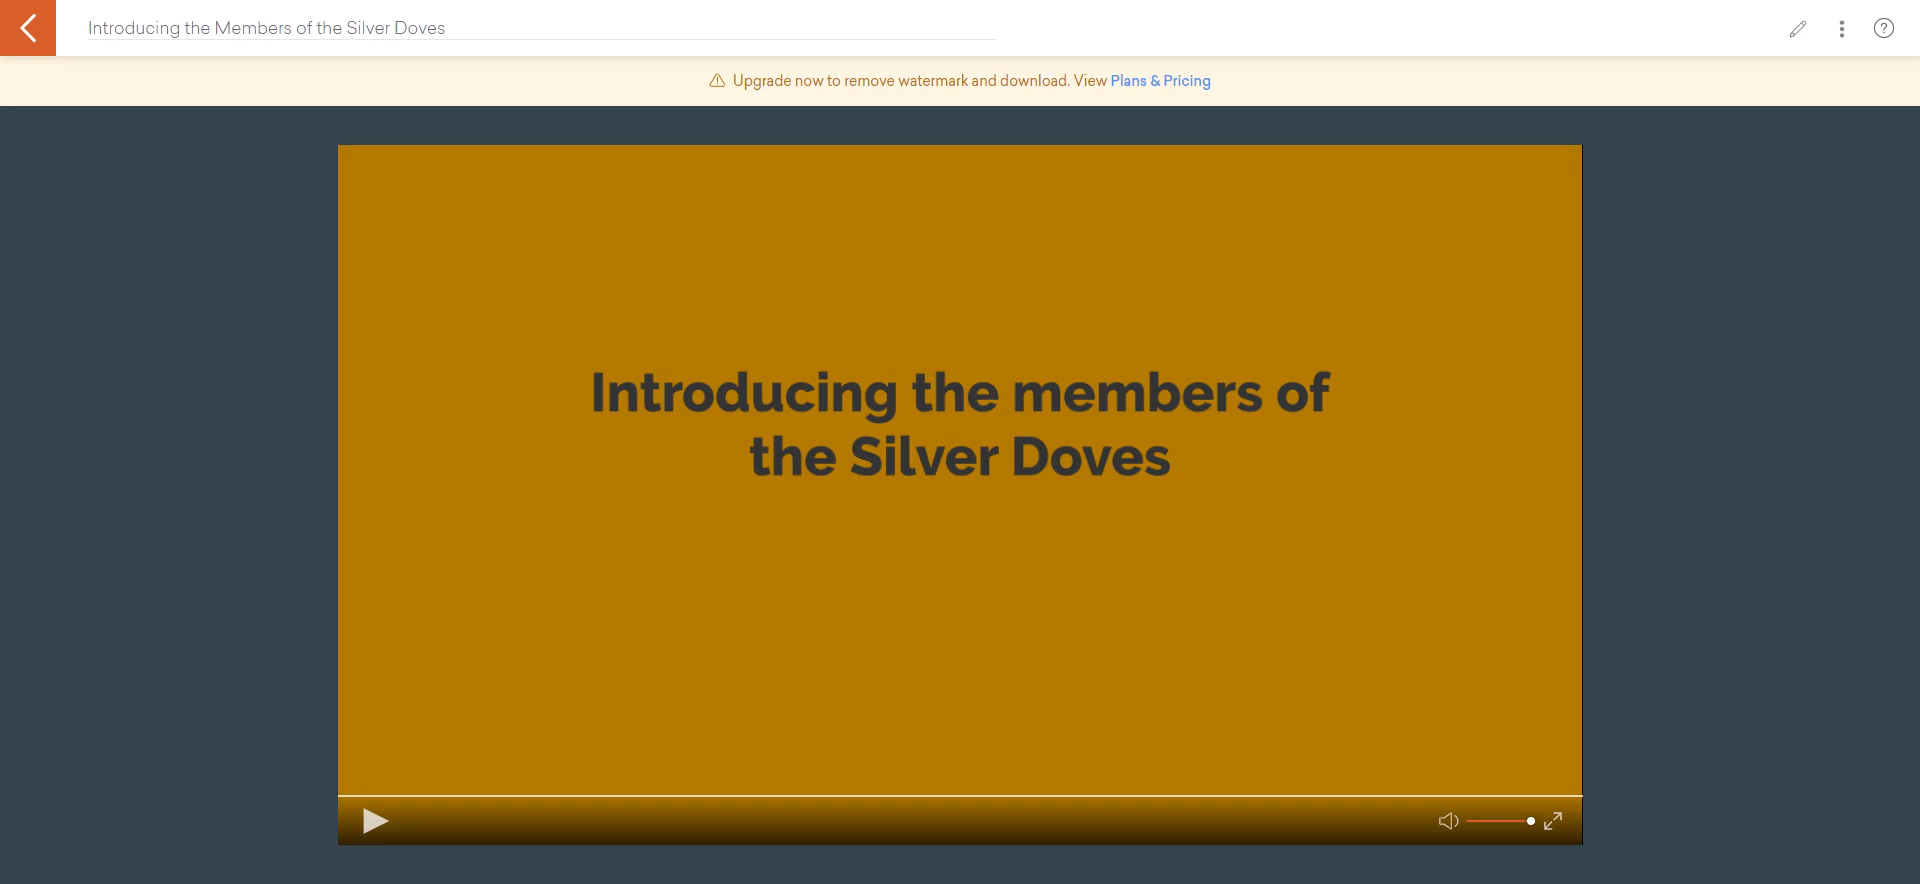 Introducing the Members of the Silver Doves
Upgrade now to remove watermark and download. View Plans & Pricing
Introducing the members of
the Silver Doves